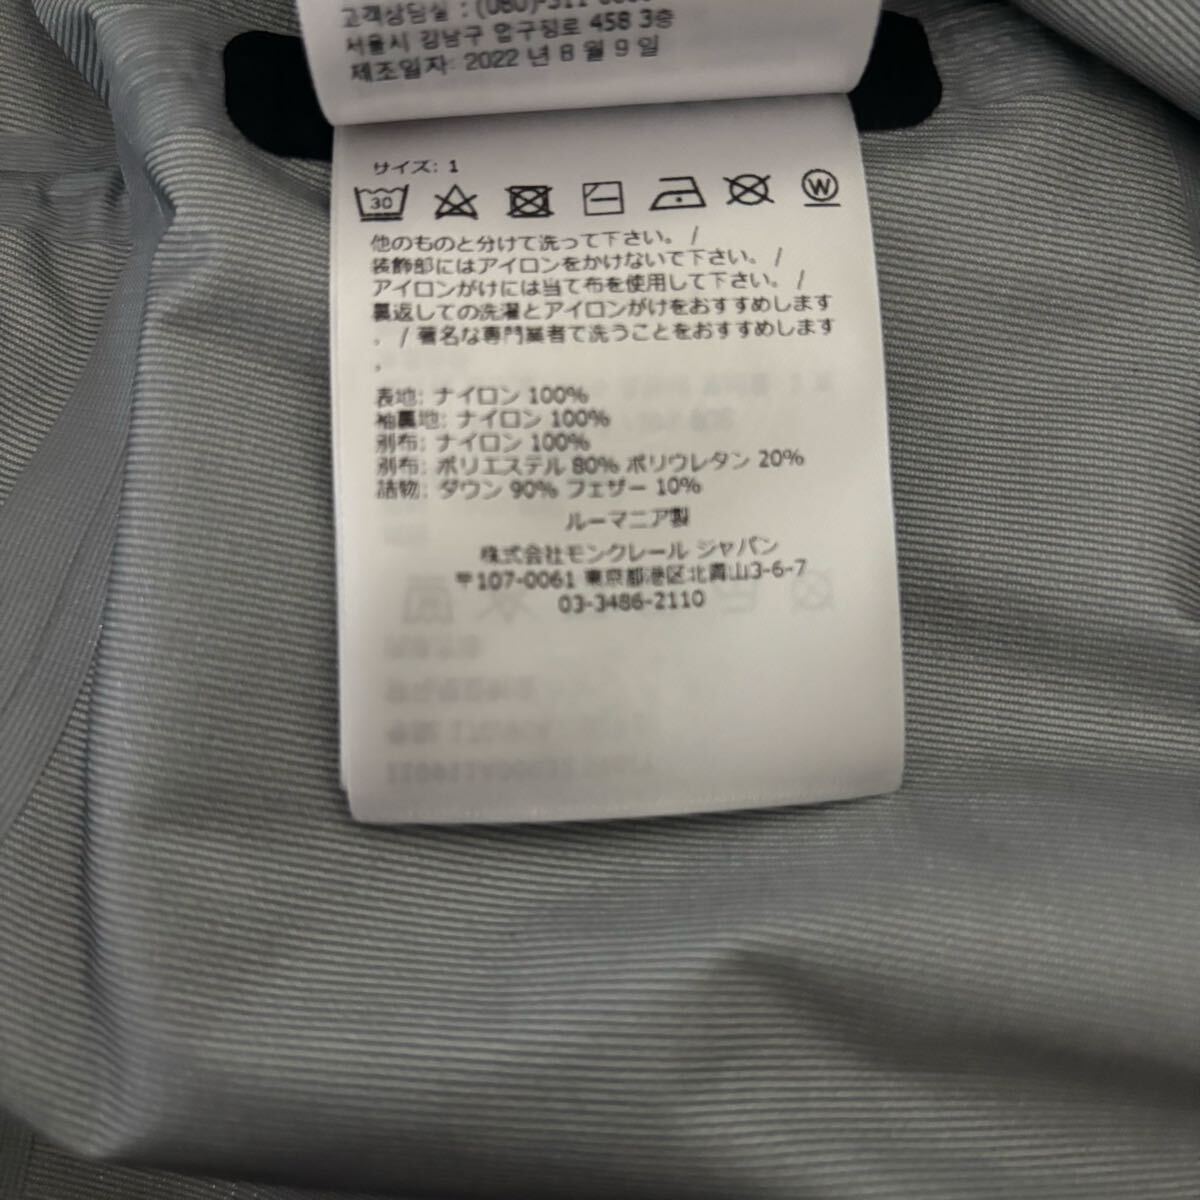 고객상담실 : (080)-511
서울시 강남구 압구정로 458 3층
제조일자: 2022 년 8 월 9 일
サイズ: 1
30
W
他のものと分けて洗って下さい。 /
装飾部にはアイロンをかけないで下さい。 /
アイロンがけには当て布を使用して下さい。 /
裏返しての洗濯とアイロンがけをおすすめします
. / 著名な専門業者で洗うことをおすすめします
.
表地: ナイロン 100%
袖裏地: ナイロン 100%
別布: ナイロン 100%
別布: ポリエステル 80% ポリウレタン 20%
詰物: ダウン 90% フェザー 10%
ルーマニア製
株式会社モンクレール ジャパン
〒107-0061 東京都港区北青山3-6-7
03-3486-2110